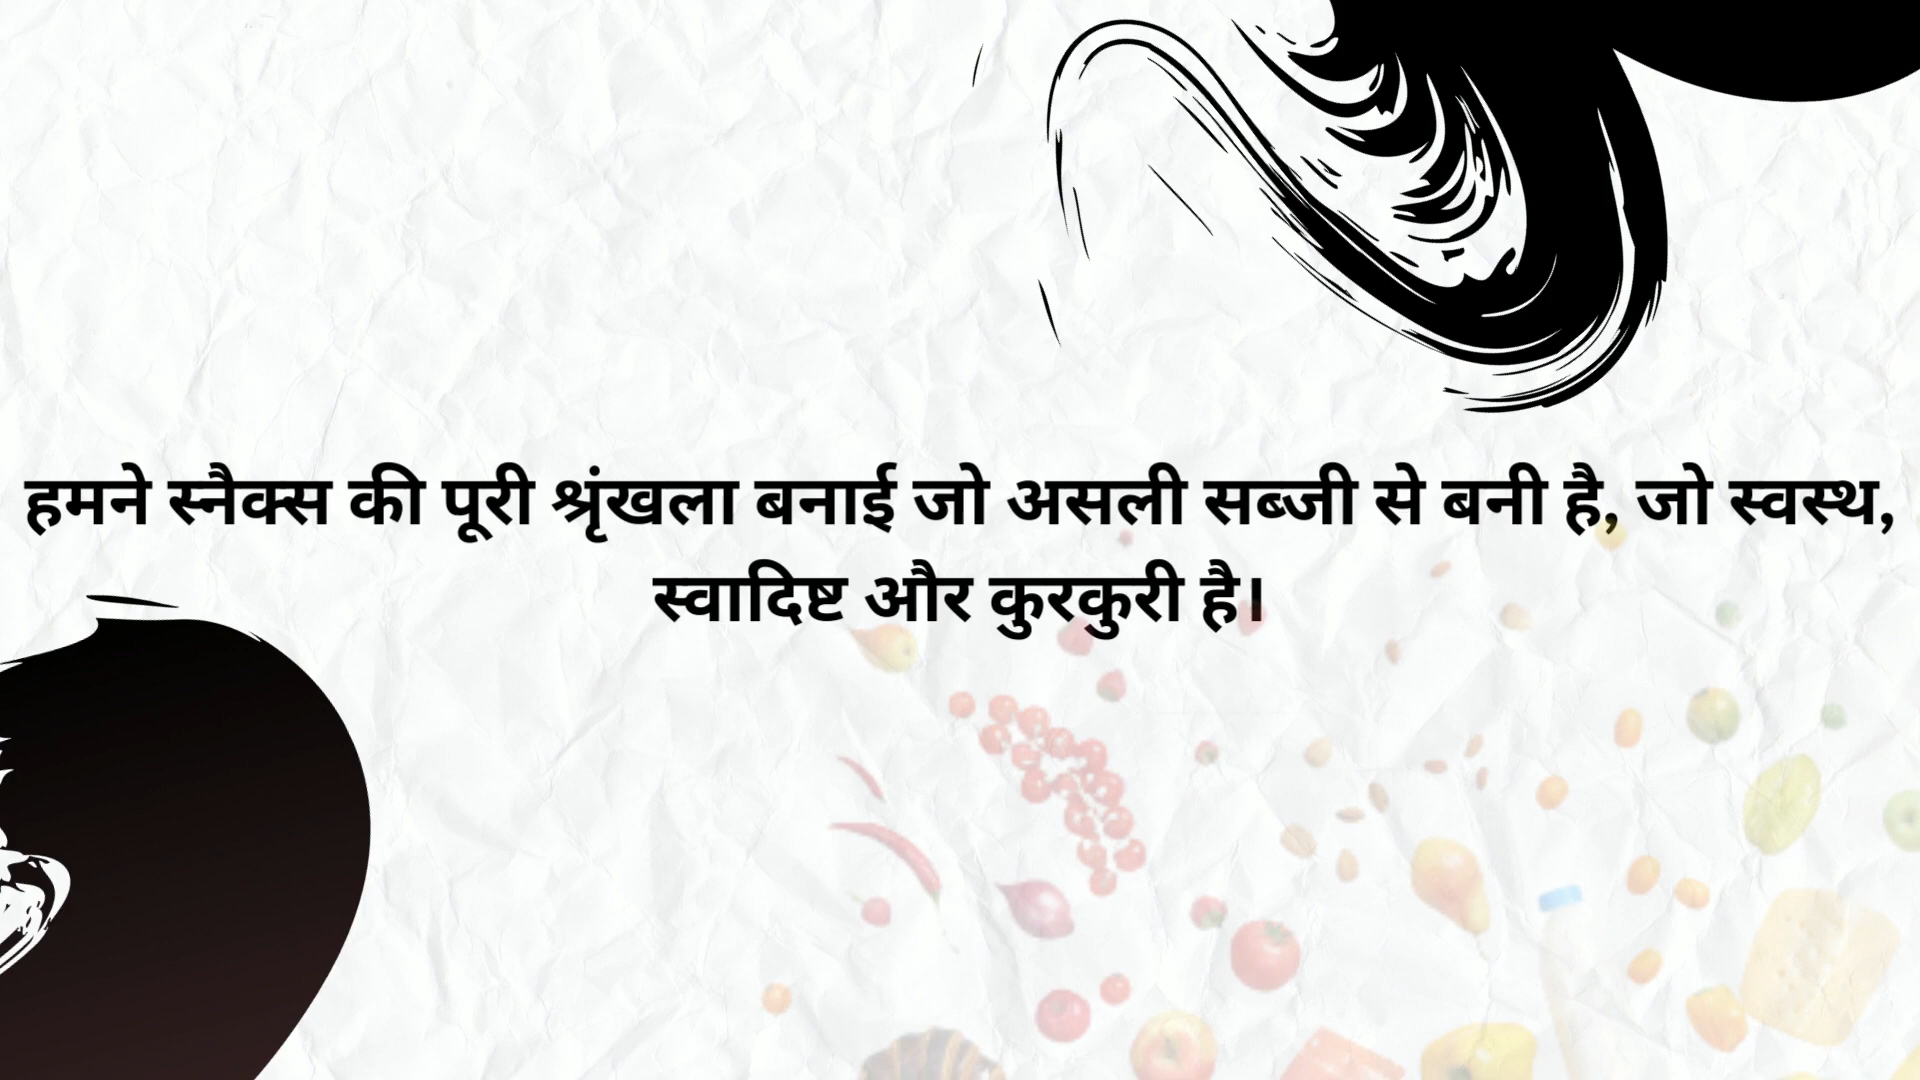 हमने स्नैक्स की पूरी श्रृंखला बनाई जो असली सब्जी से बनी है, जो स्वस्थ,
स्वादिष्ट और कुरकुरी है।